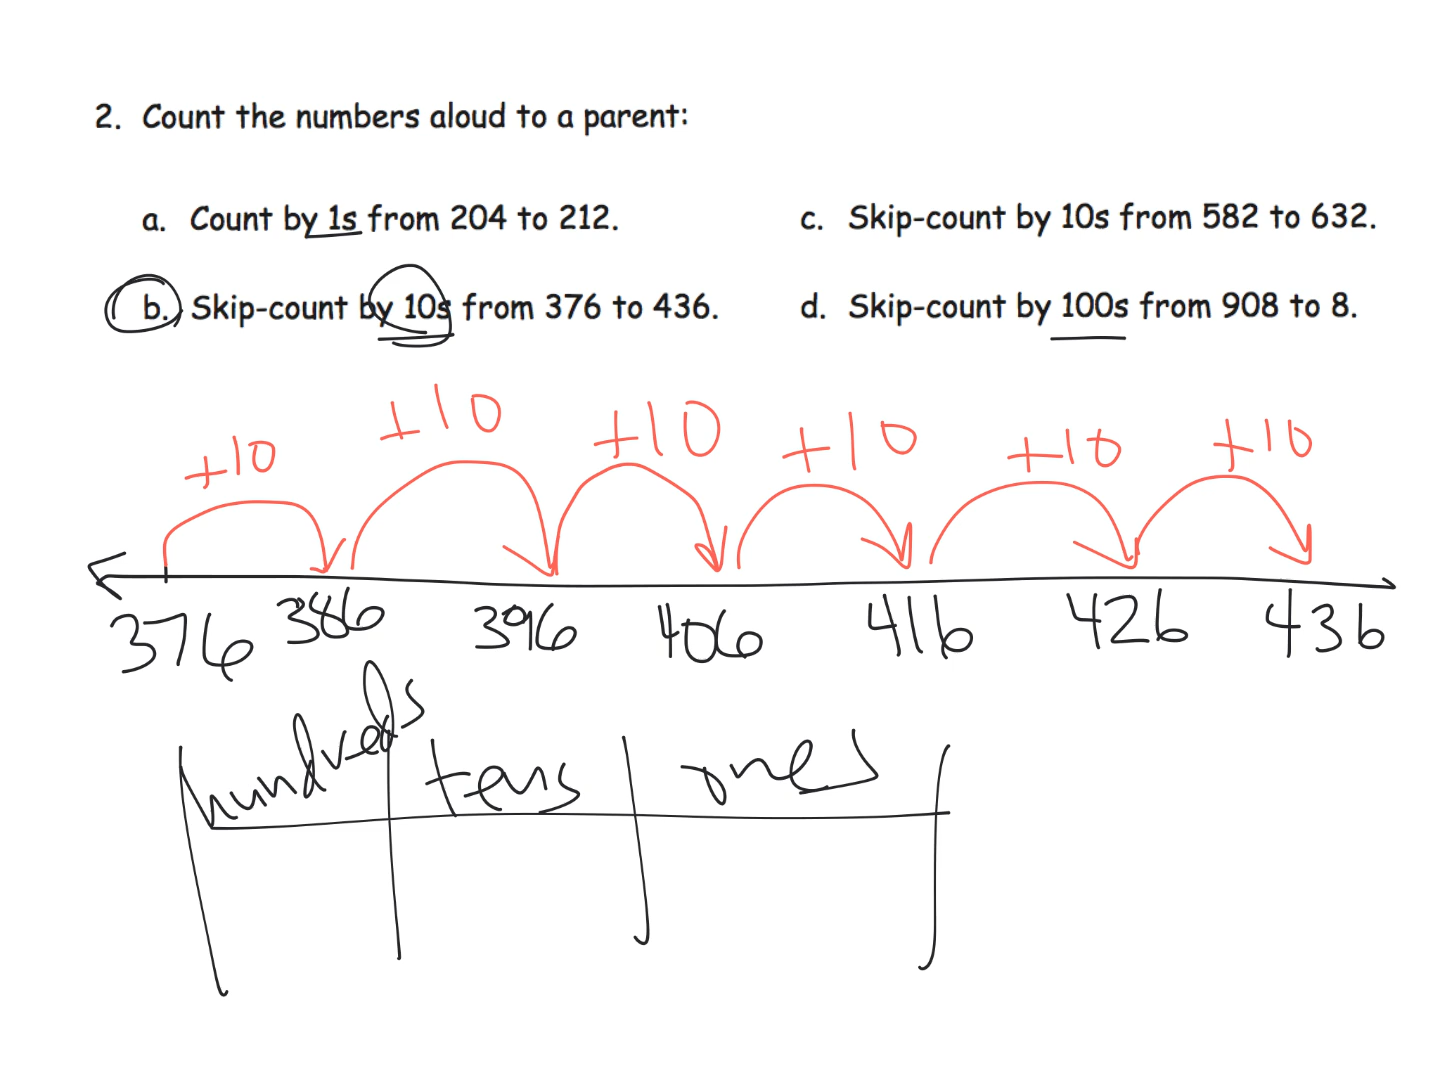 2. Count the numbers aloud to a parent:
a. Count by 1s from 204 to 212.
c. Skip-count by 10s from 582 to 632.
b. Skip-count by 10s from 376 to 436.
d. Skip-count by 100s from 908 to 8.
+10 +10 +10 +10 +10 +10
376 386 396 406 416 426 436
hundreds tens ones